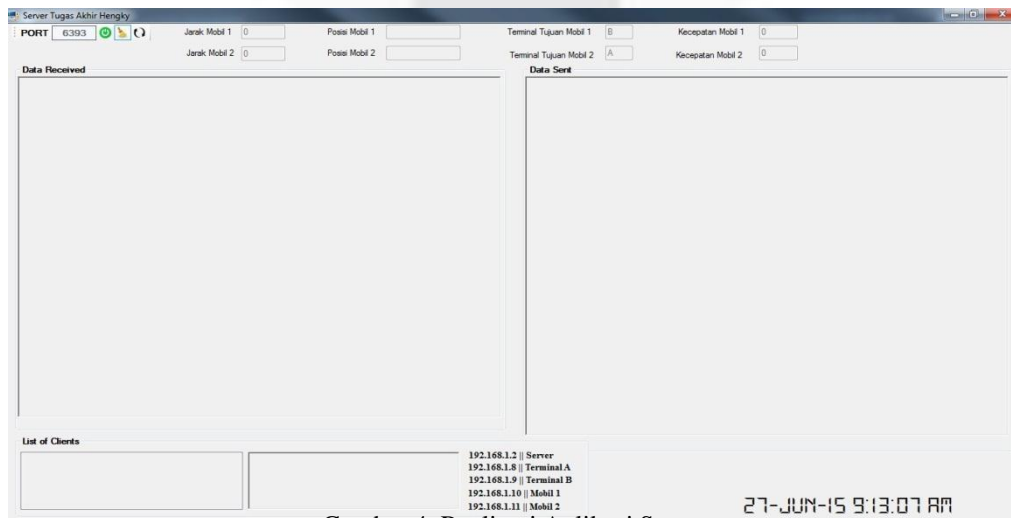 Server Tugas Akhir Hengky
PORT 6393 Jarak Mobil 1 0 Posisi Mobil 1 Terminal Tujuan Mobil 1 B Kecepatan Mobil 1 0
Jarak Mobil 2 0 Posisi Mobil 2 Terminal Tujuan Mobil 2 A Kecepatan Mobil 2 0
Data Received Data Sent
List of Clients
192.168.1.2 || Server
192.168.1.8 || Terminal A
192.168.1.9 || Terminal B
192.168.1.10 || Mobil 1
192.168.1.11 || Mobil 2
27-JUN-15 9:13:07 AM